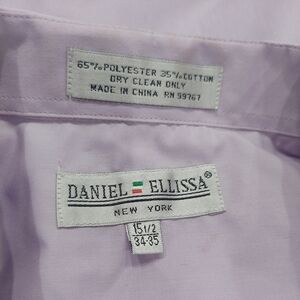 65% POLYESTER 35% COTTON
DRY CLEAN ONLY
MADE IN CHINA RN 99767
DANIEL ELLISSA®
NEW YORK
15 1/2
34-35